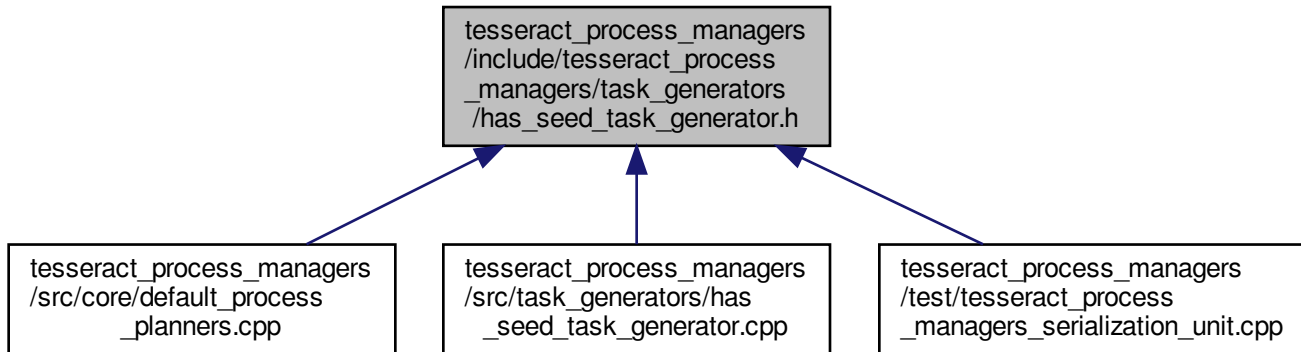 tesseract_process_managers
/include/tesseract_process
_managers/task_generators
/has_seed_task_generator.h
tesseract_process_managers
/src/core/default_process
_planners.cpp
tesseract_process_managers
/src/task_generators/has
_seed_task_generator.cpp
tesseract_process_managers
/test/tesseract_process
_managers_serialization_unit.cpp